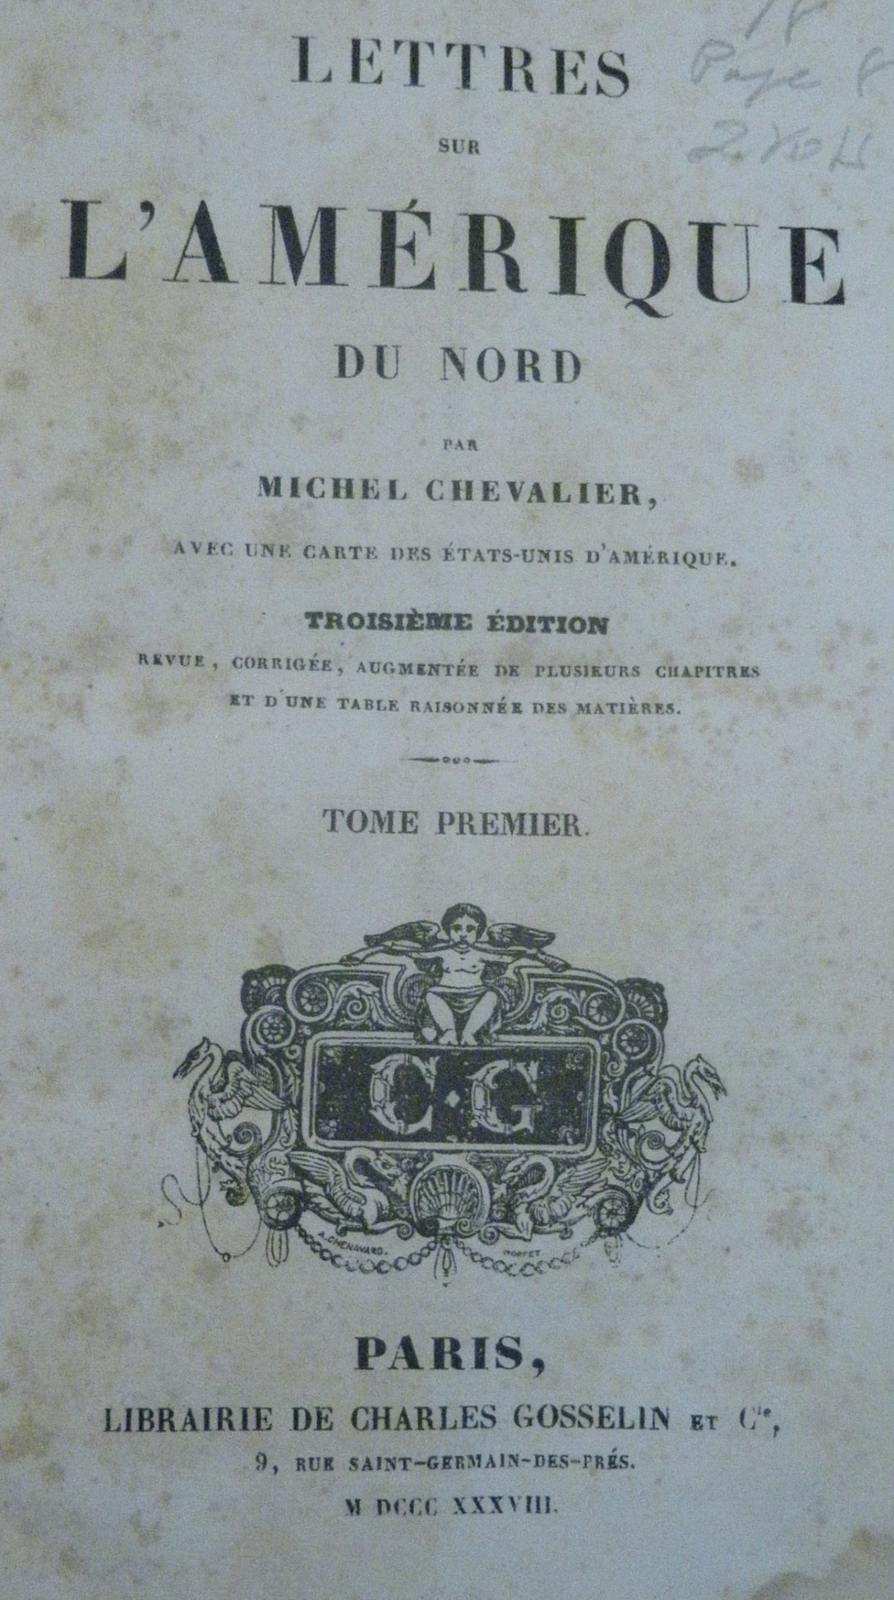 LETTRES
SUR
L'AMÉRIQUE
DU NORD
PAR
MICHEL CHEVALIER,
AVEC UNE CARTE DES ÉTATS-UNIS D'AMÉRIQUE.
TROISIÈME ÉDITION
REVUE, CORRIGÉE, AUGMENTÉE DE PLUSIEURS CHAPITRES
ET D'UNE TABLE RAISONNÉE DES MATIÈRES.
TOME PREMIER.
C·G
A. CHENAVARD.
PARIS,
LIBRAIRIE DE CHARLES GOSSELIN ET Cie,
9, RUE SAINT-GERMAIN-DES-PRÉS.
M DCCC XXXVIII.